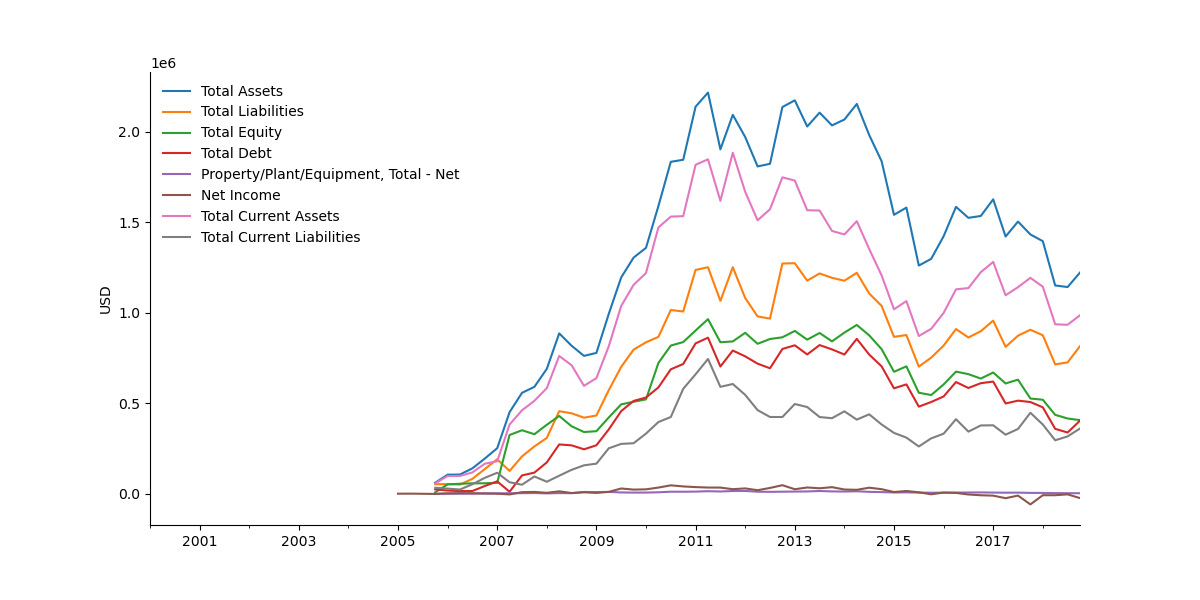 1e6
Total Assets
Total Liabilities
Total Equity
Total Debt
Property/Plant/Equipment, Total - Net
Net Income
Total Current Assets
Total Current Liabilities
USD
2.0
1.5
1.0
0.5
0.0
2001 2003 2005 2007 2009 2011 2013 2015 2017